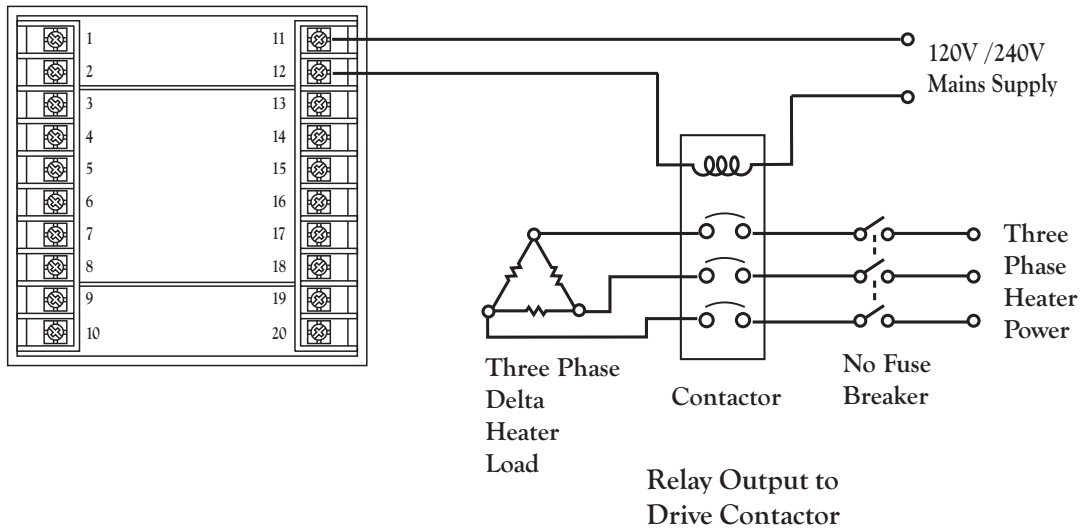 1
2
3
4
5
6
7
8
9
10
11
12
13
14
15
16
17
18
19
20
120V /240V
Mains Supply
Three
Phase
Heater
Power
No Fuse
Breaker
Contactor
Three Phase
Delta
Heater
Load
Relay Output to
Drive Contactor